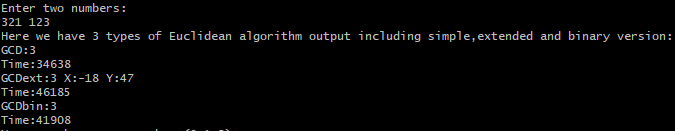 Enter two numbers:
321 123
Here we have 3 types of Euclidean algorithm output including simple,extended and binary version:
GCD:3
Time:34638
GCDext:3 X:-18 Y:47
Time:46185
GCDbin:3
Time:41908